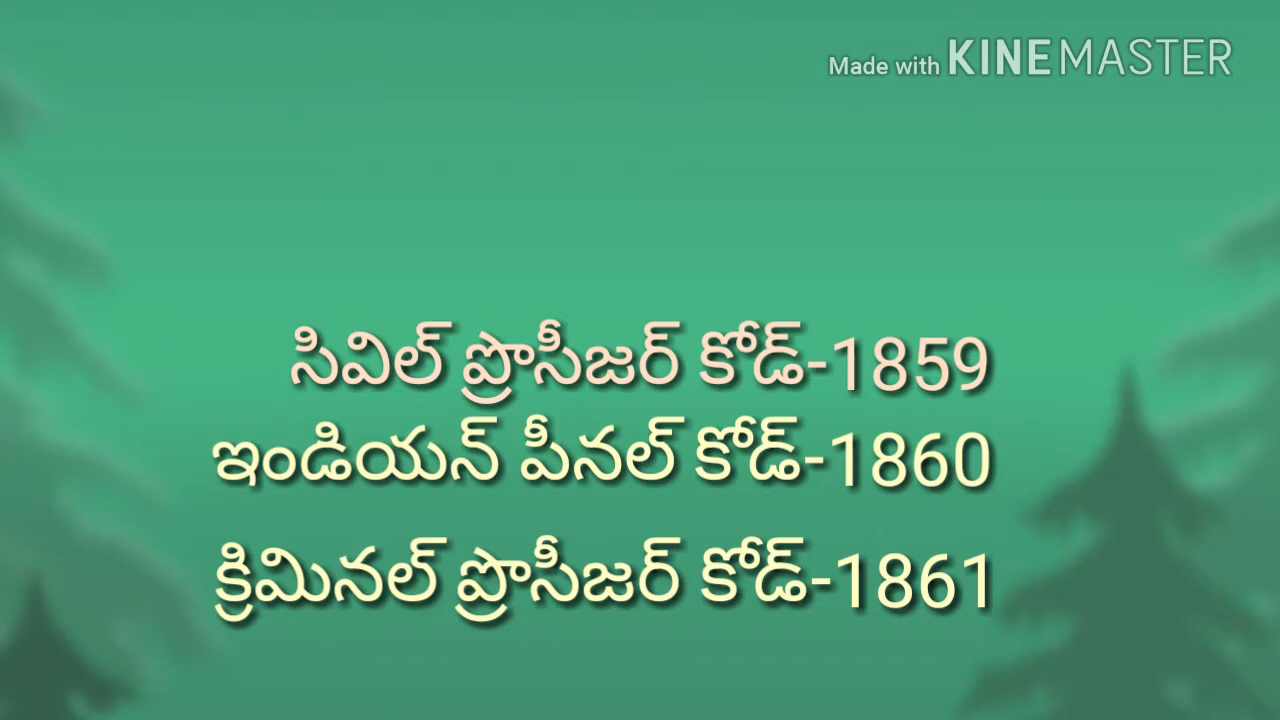 Made with KINEMASTER
సివిల్ ప్రొసీజర్ కోడ్-1859
ఇండియన్ పీనల్ కోడ్-1860
క్రిమినల్ ప్రొసీజర్ కోడ్-1861